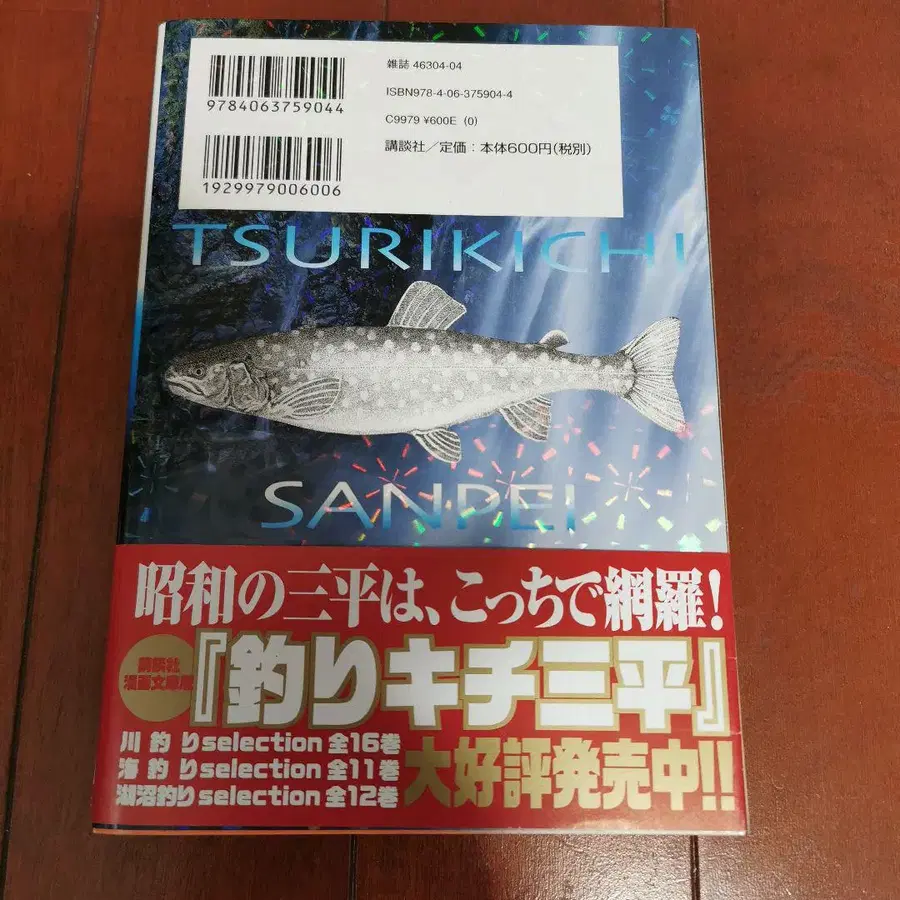 雑誌 46304-04
ISBN978-4-06-375904-4
C9979 ¥600E (0)
講談社／定価：本体600円(税別)
9784063759044
1929979006006
TSURIKICHI
SANPEI
昭和の三平は、こっちで網羅！
講談社
漫画文庫版
『釣りキチ三平』
川釣りselection 全16巻
海釣りselection 全11巻
湖沼釣りselection 全12巻
大好評発売中!!